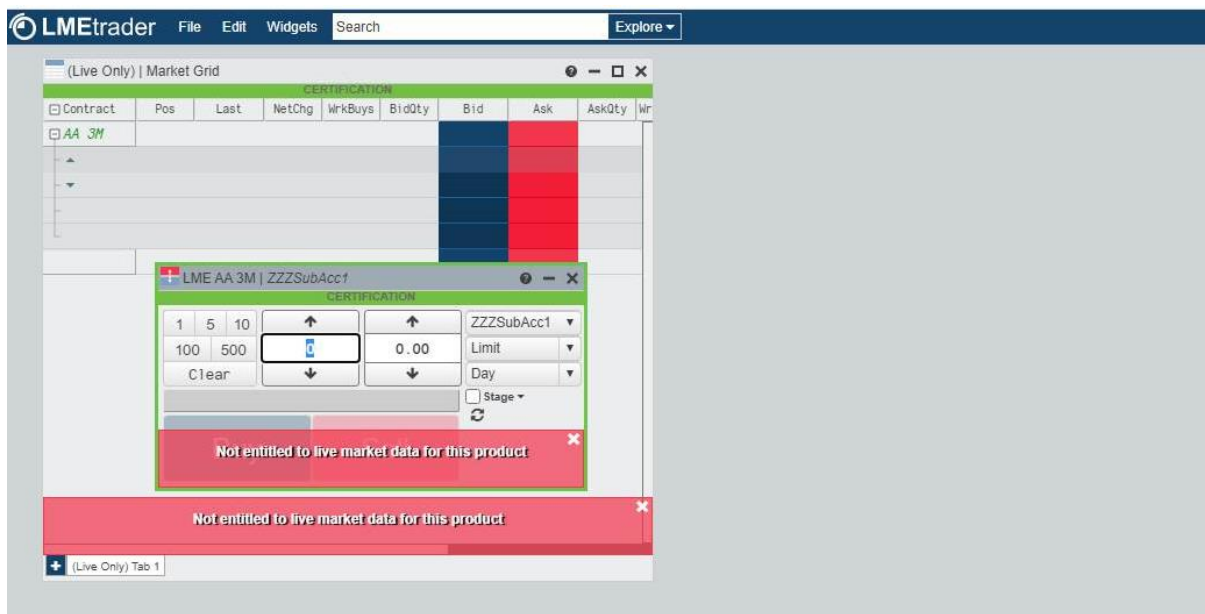 LMEtrader File Edit Widgets Search Explore
(Live Only) | Market Grid
CERTIFICATION
Contract Pos Last NetChg WrkBuys BidQty Bid Ask AskQty Wr
AA 3M
LME AA 3M | ZZZSubAcc1
CERTIFICATION
1 5 10 ZZZSubAcc1
100 500 0 0.00 Limit
Clear Day
Stage
Not entitled to live market data for this product
Not entitled to live market data for this product
(Live Only) Tab 1